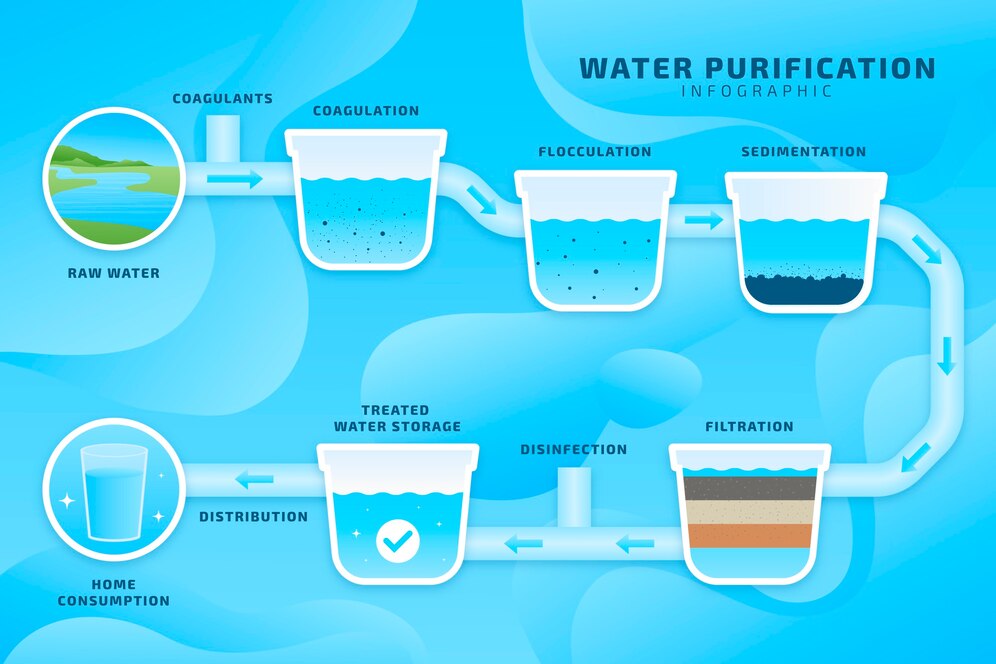 WATER PURIFICATION
INFOGRAPHIC
COAGULANTS
COAGULATION
FLOCCULATION
SEDIMENTATION
RAW WATER
TREATED
WATER STORAGE
DISINFECTION
FILTRATION
DISTRIBUTION
HOME
CONSUMPTION